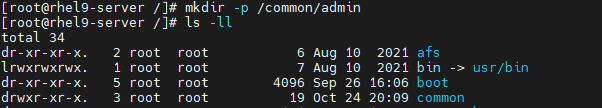 [root@rhel9-server /]# mkdir -p /common/admin
[root@rhel9-server /]# ls -ll
total 34
dr-xr-xr-x.   2 root  root             6 Aug 10  2021 afs
lrwxrwxrwx.   1 root  root             7 Aug 10  2021 bin -> usr/bin
dr-xr-xr-x.   5 root  root          4096 Sep 26 16:06 boot
drwxr-xr-x.   3 root  root            19 Oct 24 20:09 common